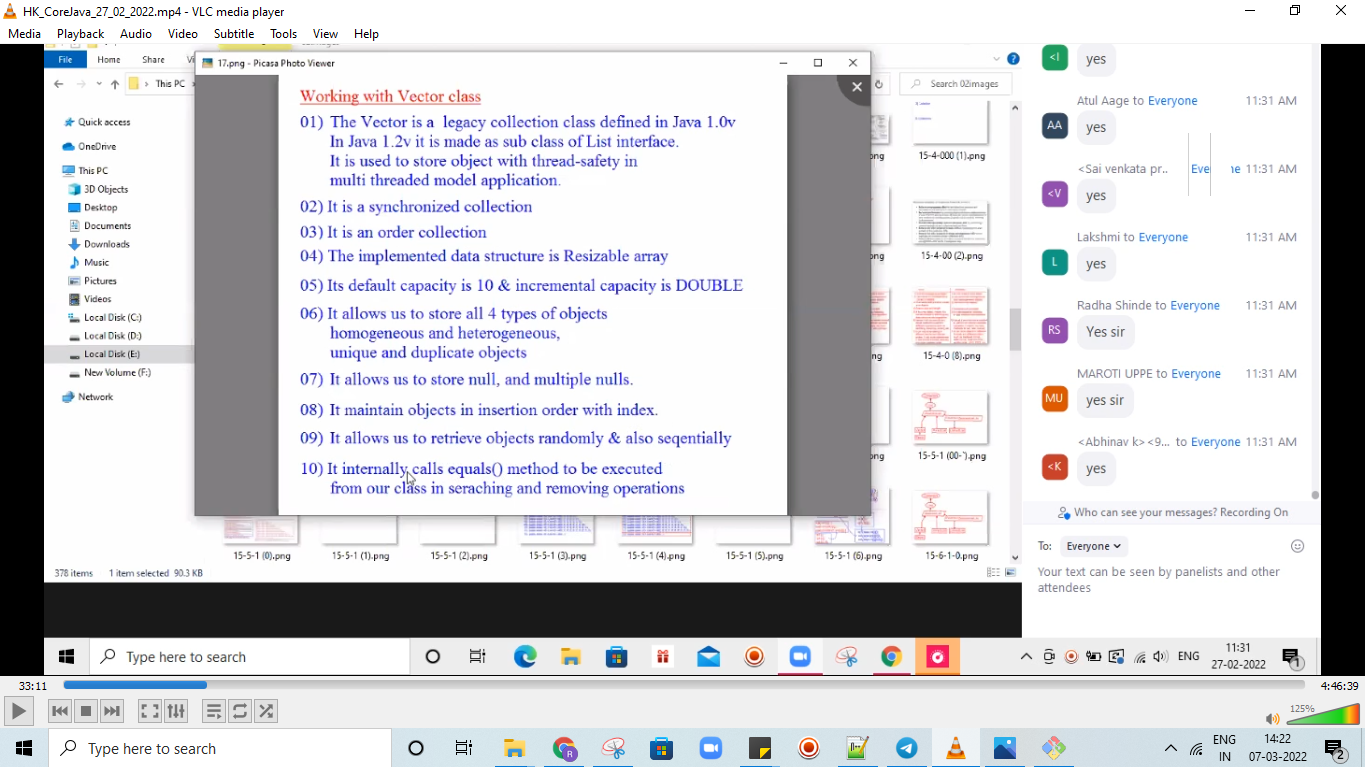 HK_CoreJava_27_02_2022.mp4 - VLC media player
Media Playback Audio Video Subtitle Tools View Help
File Home Share Vi
This PC
Search 02images
Quick access
OneDrive
This PC
3D Objects
Desktop
Documents
Downloads
Music
Pictures
Videos
Local Disk (C:)
Local Disk (D:)
Local Disk (E:)
New Volume (F:)
Network
17.png - Picasa Photo Viewer
Working with Vector class
01) The Vector is a legacy collection class defined in Java 1.0v
In Java 1.2v it is made as sub class of List interface.
It is used to store object with thread-safety in
multi threaded model application.
02) It is a synchronized collection
03) It is an order collection
04) The implemented data structure is Resizable array
05) Its default capacity is 10 & incremental capacity is DOUBLE
06) It allows us to store all 4 types of objects
homogeneous and heterogeneous,
unique and duplicate objects
07) It allows us to store null, and multiple nulls.
08) It maintain objects in insertion order with index.
09) It allows us to retrieve objects randomly & also seqentially
10) It internally calls equals() method to be executed
from our class in seraching and removing operations
ong
15-4-000 (1).png
ong
15-4-00 (2).png
ong
15-4-0 (8).png
ong
15-5-1 (00-').png
15-5-1 (0).png 15-5-1 (1).png 15-5-1 (2).png 15-5-1 (3).png 15-5-1 (4).png 15-5-1 (5).png 15-5-1 (6).png 15-6-1-0.png
378 items 1 item selected 90.3 KB
<I yes
Atul Aage to Everyone 11:31 AM
AA yes
<Sai venkata pr.. Eve ne 11:31 AM
<V yes
Lakshmi to Everyone 11:31 AM
L yes
Radha Shinde to Everyone 11:31 AM
RS Yes sir
MAROTI UPPE to Everyone 11:31 AM
MU yes sir
<Abhinav k><9... to Everyone 11:31 AM
<K yes
Who can see your messages? Recording On
To: Everyone
Your text can be seen by panelists and other
attendees
Type here to search
ENG
11:31
27-02-2022
1
33:11
4:46:39
125%
Type here to search
R
ENG
IN
14:22
07-03-2022
2